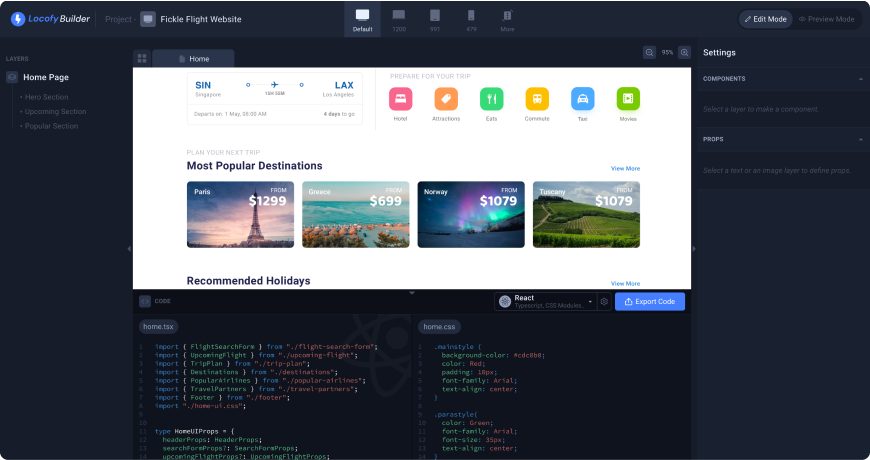 Locofy Builder
Project -
Fickle Flight Website
Default
1200
991
479
More
Edit Mode
Preview Mode
LAYERS
Home Page
Hero Section
Upcoming Section
Popular Section
Home
95%
SIN
LAX
Singapore
15H 55M
Los Angeles
Departs on: 1 May, 08:00 AM
4 days to go
PREPARE FOR YOUR TRIP
Hotel
Attractions
Eats
Commute
Taxi
Movies
PLAN YOUR NEXT TRIP
Most Popular Destinations
View More
Paris
FROM
$1299
Greece
FROM
$699
Norway
FROM
$1079
Tuscany
FROM
$1079
Recommended Holidays
View More
Settings
COMPONENTS
Select a layer to make a component.
PROPS
Select a text or an image layer to define props.
CODE
React
Typescript, CSS Modules.
Export Code
home.tsx
1 import { FlightSearchForm } from "./flight-search-form";
2 import { UpcomingFlight } from "./upcoming-flight";
3 import { TripPlan } from "./trip-plan";
4 import { Destinations } from "./destinations";
5 import { PopularAirlines } from "./popular-airlines";
6 import { TravelPartners } from "./travel-partners";
7 import { Footer } from "./footer";
8 import "./home-ui.css";
9
10
11 type HomeUIProps = {
12 headerProps: HeaderProps;
13 searchFormProps?: SearchFormProps;
14 upcomingFlightProps?: UpcomingFlightProps;
home.css
1 .mainstyle {
2 background-color: #cdc0b0;
3 color: Red;
4 padding: 10px;
5 font-family: Arial;
6 text-align: center;
7 }
8
9 .parastyle{
10 color: Green;
11 font-family: Arial;
12 font-size: 35px;
13 text-align: center;
14 }